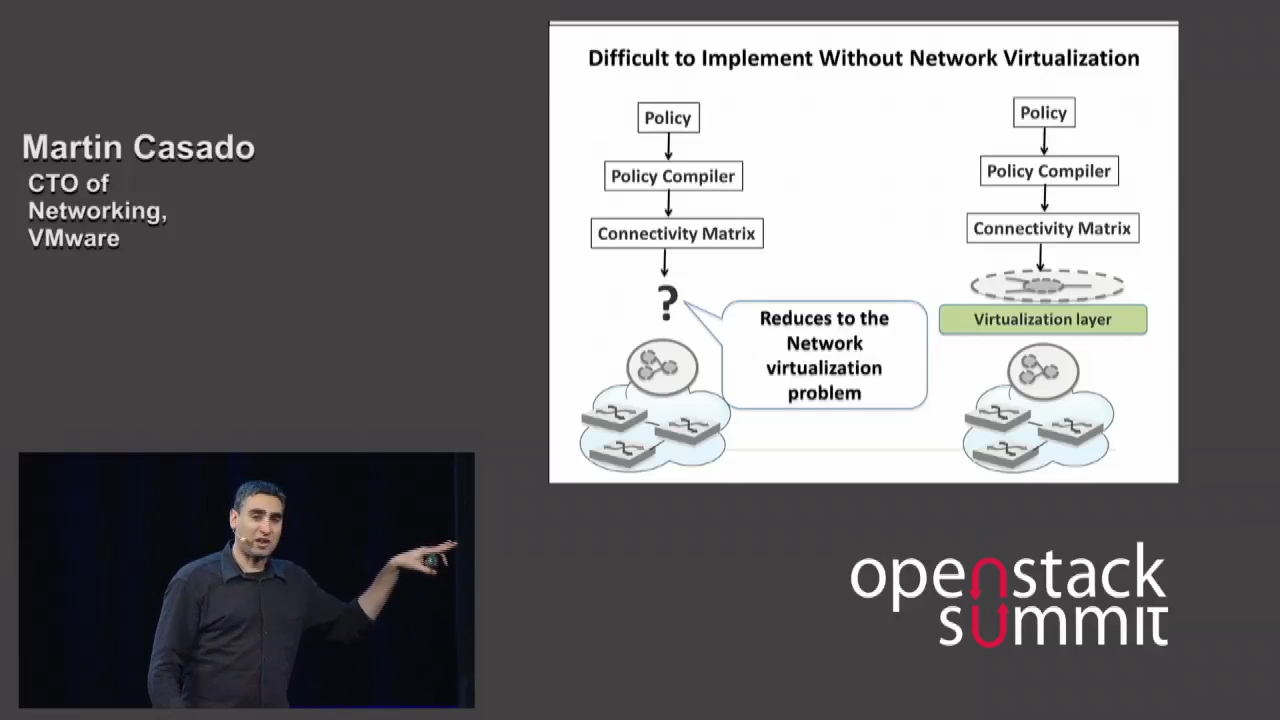 Martin Casado
CTO of
Networking,
VMware
Difficult to Implement Without Network Virtualization
Policy
Policy Compiler
Connectivity Matrix
?
Reduces to the
Network
virtualization
problem
Policy
Policy Compiler
Connectivity Matrix
Virtualization layer
openstack
summit